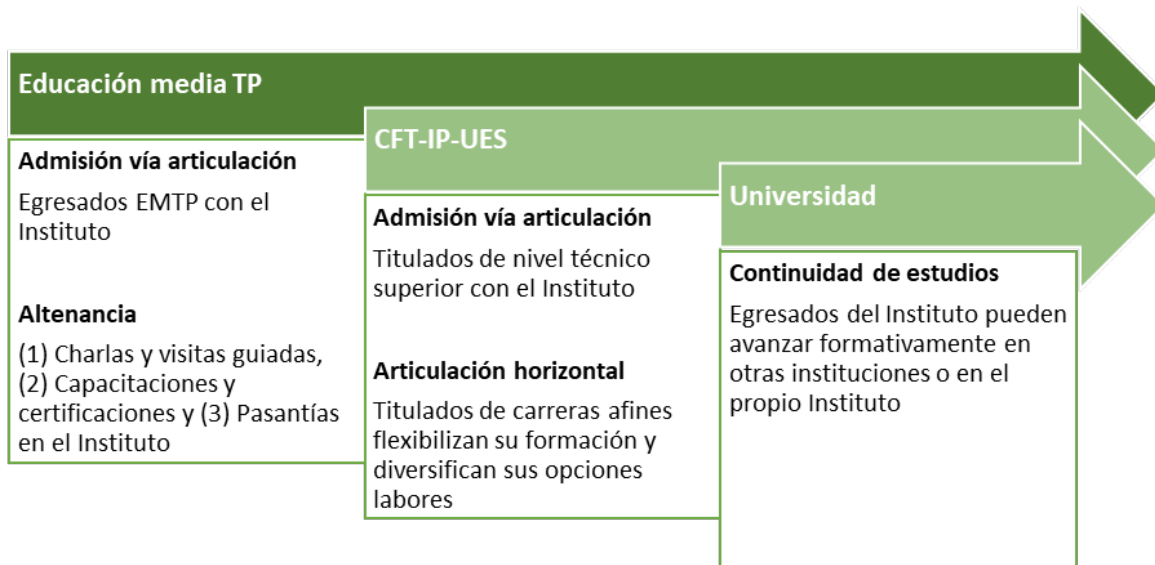 Educación media TP
Admisión vía articulación
Egresados EMTP con el
Instituto
Altenancia
(1) Charlas y visitas guiadas,
(2) Capacitaciones y
certificaciones y (3) Pasantías
en el Instituto
CFT-IP-UES
Admisión vía articulación
Titulados de nivel técnico
superior con el Instituto
Articulación horizontal
Titulados de carreras afines
flexibilizan su formación y
diversifican sus opciones
labores
Universidad
Continuidad de estudios
Egresados del Instituto pueden
avanzar formativamente en
otras instituciones o en el
propio Instituto